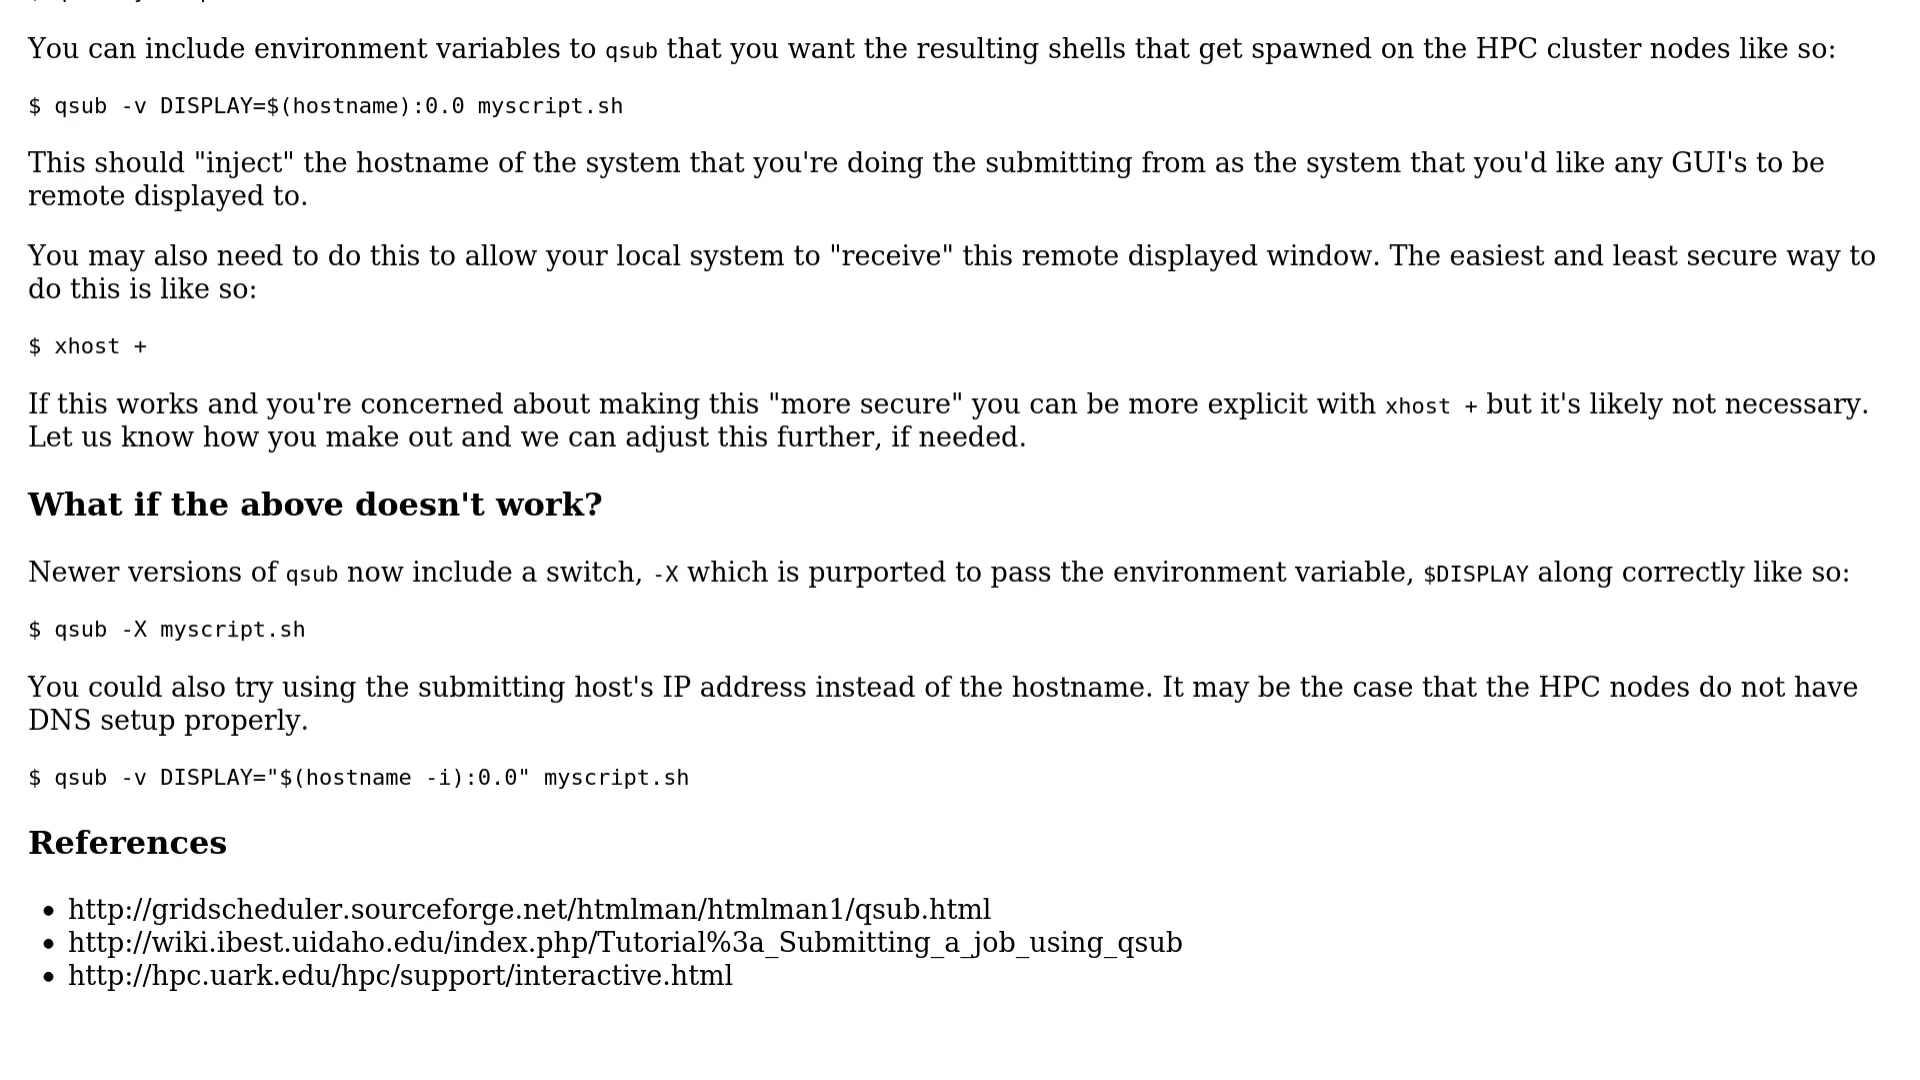 You can include environment variables to qsub that you want the resulting shells that get spawned on the HPC cluster nodes like so:
$ qsub -v DISPLAY=$(hostname):0.0 myscript.sh
This should "inject" the hostname of the system that you're doing the submitting from as the system that you'd like any GUI's to be
remote displayed to.
You may also need to do this to allow your local system to "receive" this remote displayed window. The easiest and least secure way to
do this is like so:
$ xhost +
If this works and you're concerned about making this "more secure" you can be more explicit with xhost + but it's likely not necessary.
Let us know how you make out and we can adjust this further, if needed.
What if the above doesn't work?
Newer versions of qsub now include a switch, -X which is purported to pass the environment variable, $DISPLAY along correctly like so:
$ qsub -X myscript.sh
You could also try using the submitting host's IP address instead of the hostname. It may be the case that the HPC nodes do not have
DNS setup properly.
$ qsub -v DISPLAY="$(hostname -i):0.0" myscript.sh
References
• http://gridscheduler.sourceforge.net/htmlman/htmlman1/qsub.html
• http://wiki.ibest.uidaho.edu/index.php/Tutorial%3a_Submitting_a_job_using_qsub
• http://hpc.uark.edu/hpc/support/interactive.html